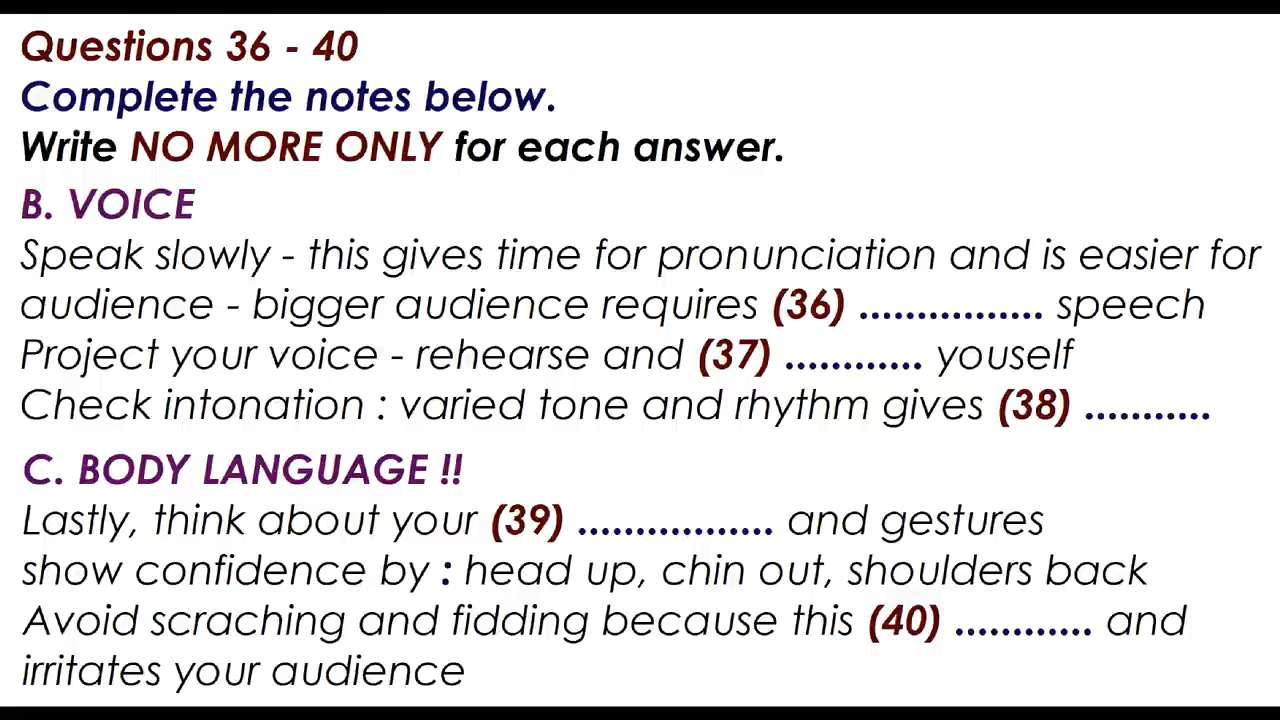 Questions 36 - 40
Complete the notes below.
Write NO MORE ONLY for each answer.
B. VOICE
Speak slowly - this gives time for pronunciation and is easier for
audience - bigger audience requires (36) ................ speech
Project your voice - rehearse and (37) ............ youself
Check intonation : varied tone and rhythm gives (38) ...........
C. BODY LANGUAGE !!
Lastly, think about your (39) ................. and gestures
show confidence by : head up, chin out, shoulders back
Avoid scraching and fidding because this (40) ............ and
irritates your audience